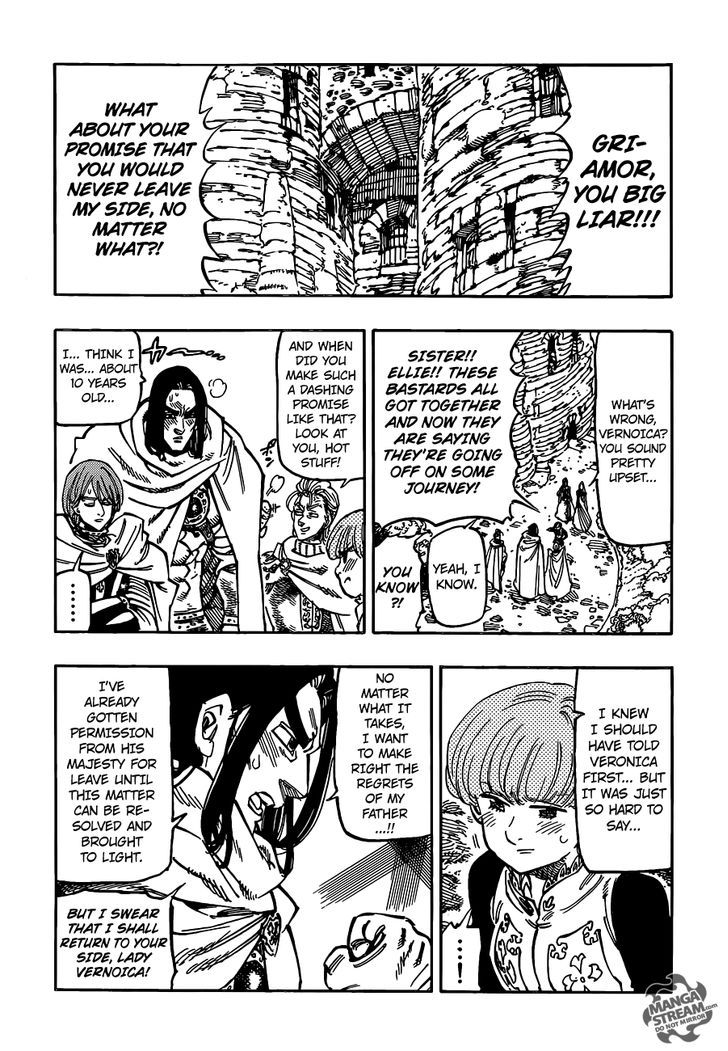 GRI-
AMOR,
YOU BIG
LIAR!!!
WHAT
ABOUT YOUR
PROMISE THAT
YOU WOULD
NEVER LEAVE
MY SIDE, NO
MATTER
WHAT?!
WHAT'S
WRONG,
VERNOICA?
YOU SOUND
PRETTY
UPSET...
SISTER!!
ELLIE!! THESE
BASTARDS ALL
GOT TOGETHER
AND NOW THEY
ARE SAYING
THEY'RE GOING
OFF ON SOME
JOURNEY!
YEAH, I
KNOW.
YOU
KNOW
?!
AND WHEN
DID YOU
MAKE SUCH
A DASHING
PROMISE
LIKE THAT?
LOOK AT
YOU, HOT
STUFF!
I... THINK I
WAS... ABOUT
10 YEARS
OLD...
......
I KNEW
I SHOULD
HAVE TOLD
VERONICA
FIRST... BUT
IT WAS JUST
SO HARD TO
SAY...
......
NO
MATTER
WHAT IT
TAKES,
I WANT
TO MAKE
RIGHT THE
REGRETS
OF MY
FATHER
...!!
I'VE
ALREADY
GOTTEN
PERMISSION
FROM HIS
MAJESTY FOR
LEAVE UNTIL
THIS MATTER
CAN BE RE-
SOLVED AND
BROUGHT
TO LIGHT.
BUT I SWEAR
THAT I SHALL
RETURN TO YOUR
SIDE, LADY
VERNOICA!
MANGA
STREAM.com
DO NOT MIRROR